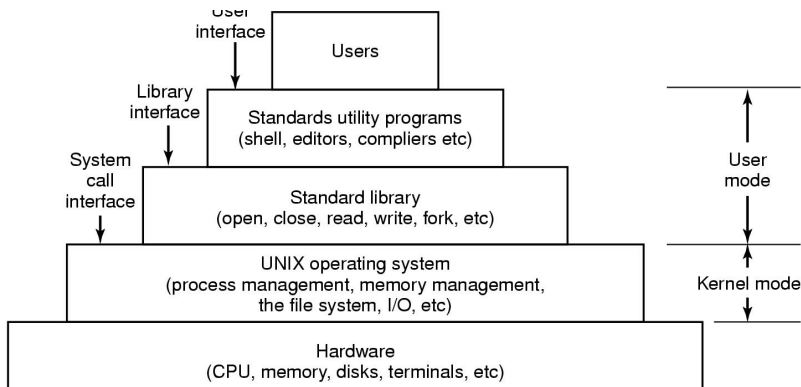 User
interface
Users
Library
interface
Standards utility programs
(shell, editors, compliers etc)
System
call
interface
Standard library
(open, close, read, write, fork, etc)
User
mode
UNIX operating system
(process management, memory management,
the file system, I/O, etc)
Kernel mode
Hardware
(CPU, memory, disks, terminals, etc)